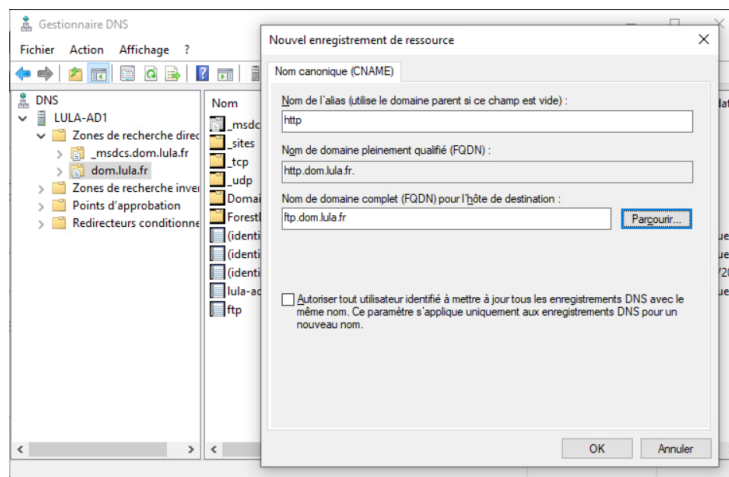 Gestionnaire DNS
Fichier Action Affichage ?
DNS
LULA-AD1
Zones de recherche direc
_msdcs.dom.lula.fr
dom.lula.fr
Zones de recherche inver
Points d'approbation
Redirecteurs conditionne
Nom
_msdc
_sites
_tcp
_udp
Domai
ForestD
(identi
(identi
(identi
lula-ad
ftp
Nouvel enregistrement de ressource
Nom canonique (CNAME)
Nom de l'alias (utilise le domaine parent si ce champ est vide) :
http
Nom de domaine pleinement qualifié (FQDN) :
http.dom.lula.fr.
Nom de domaine complet (FQDN) pour l'hôte de destination :
ftp.dom.lula.fr
Parcourir...
Autoriser tout utilisateur identifié à mettre à jour tous les enregistrements DNS avec le
même nom. Ce paramètre s'applique uniquement aux enregistrements DNS pour un
nouveau nom.
OK Annuler